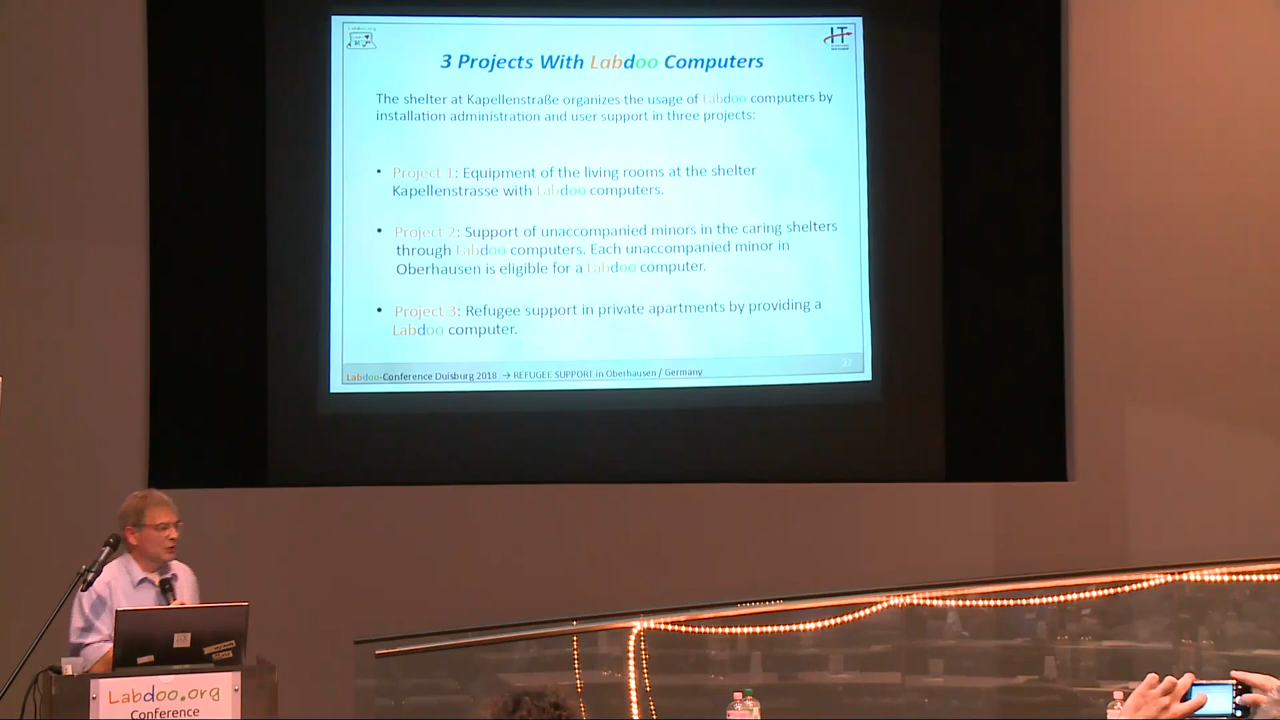 Labdoo.org
IT
3 Projects With Labdoo Computers
The shelter at Kapellenstraße organizes the usage of Labdoo computers by
installation administration and user support in three projects:
• Project 1: Equipment of the living rooms at the shelter
Kapellenstrasse with Labdoo computers.
• Project 2: Support of unaccompanied minors in the caring shelters
through Labdoo computers. Each unaccompanied minor in
Oberhausen is eligible for a Labdoo computer.
• Project 3: Refugee support in private apartments by providing a
Labdoo computer.
22
Labdoo-Conference Duisburg 2018 → REFUGEE SUPPORT in Oberhausen / Germany
Labdoo.org
Conference